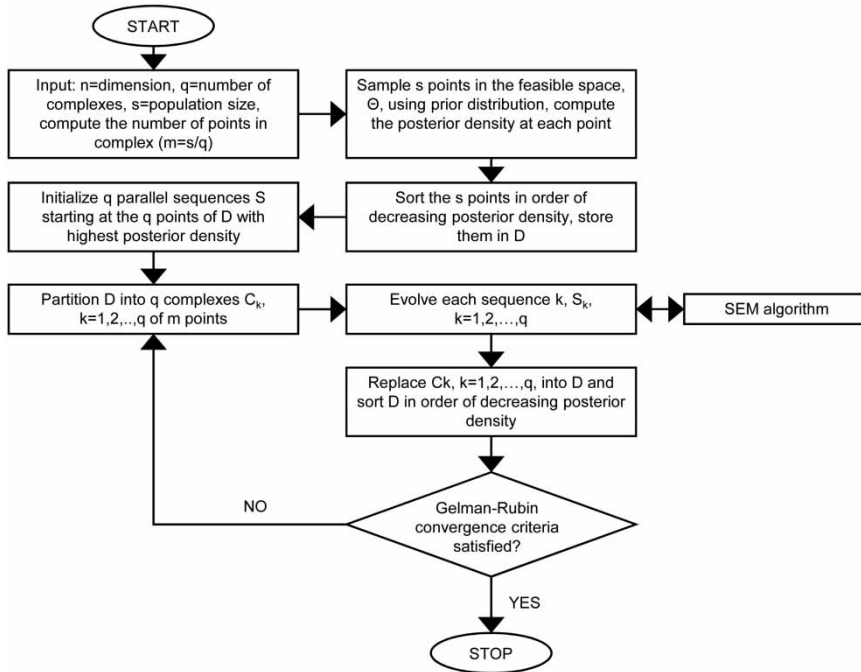 START
Input: n=dimension, q=number of
complexes, s=population size,
compute the number of points in
complex (m=s/q)
Sample s points in the feasible space,
Θ, using prior distribution, compute
the posterior density at each point
Sort the s points in order of
decreasing posterior density, store
them in D
Initialize q parallel sequences S
starting at the q points of D with
highest posterior density
Partition D into q complexes Ck,
k=1,2,..,q of m points
Evolve each sequence k, Sk,
k=1,2,…,q
SEM algorithm
Replace Ck, k=1,2,…,q, into D and
sort D in order of decreasing posterior
density
Gelman-Rubin
convergence criteria
satisfied?
NO
YES
STOP